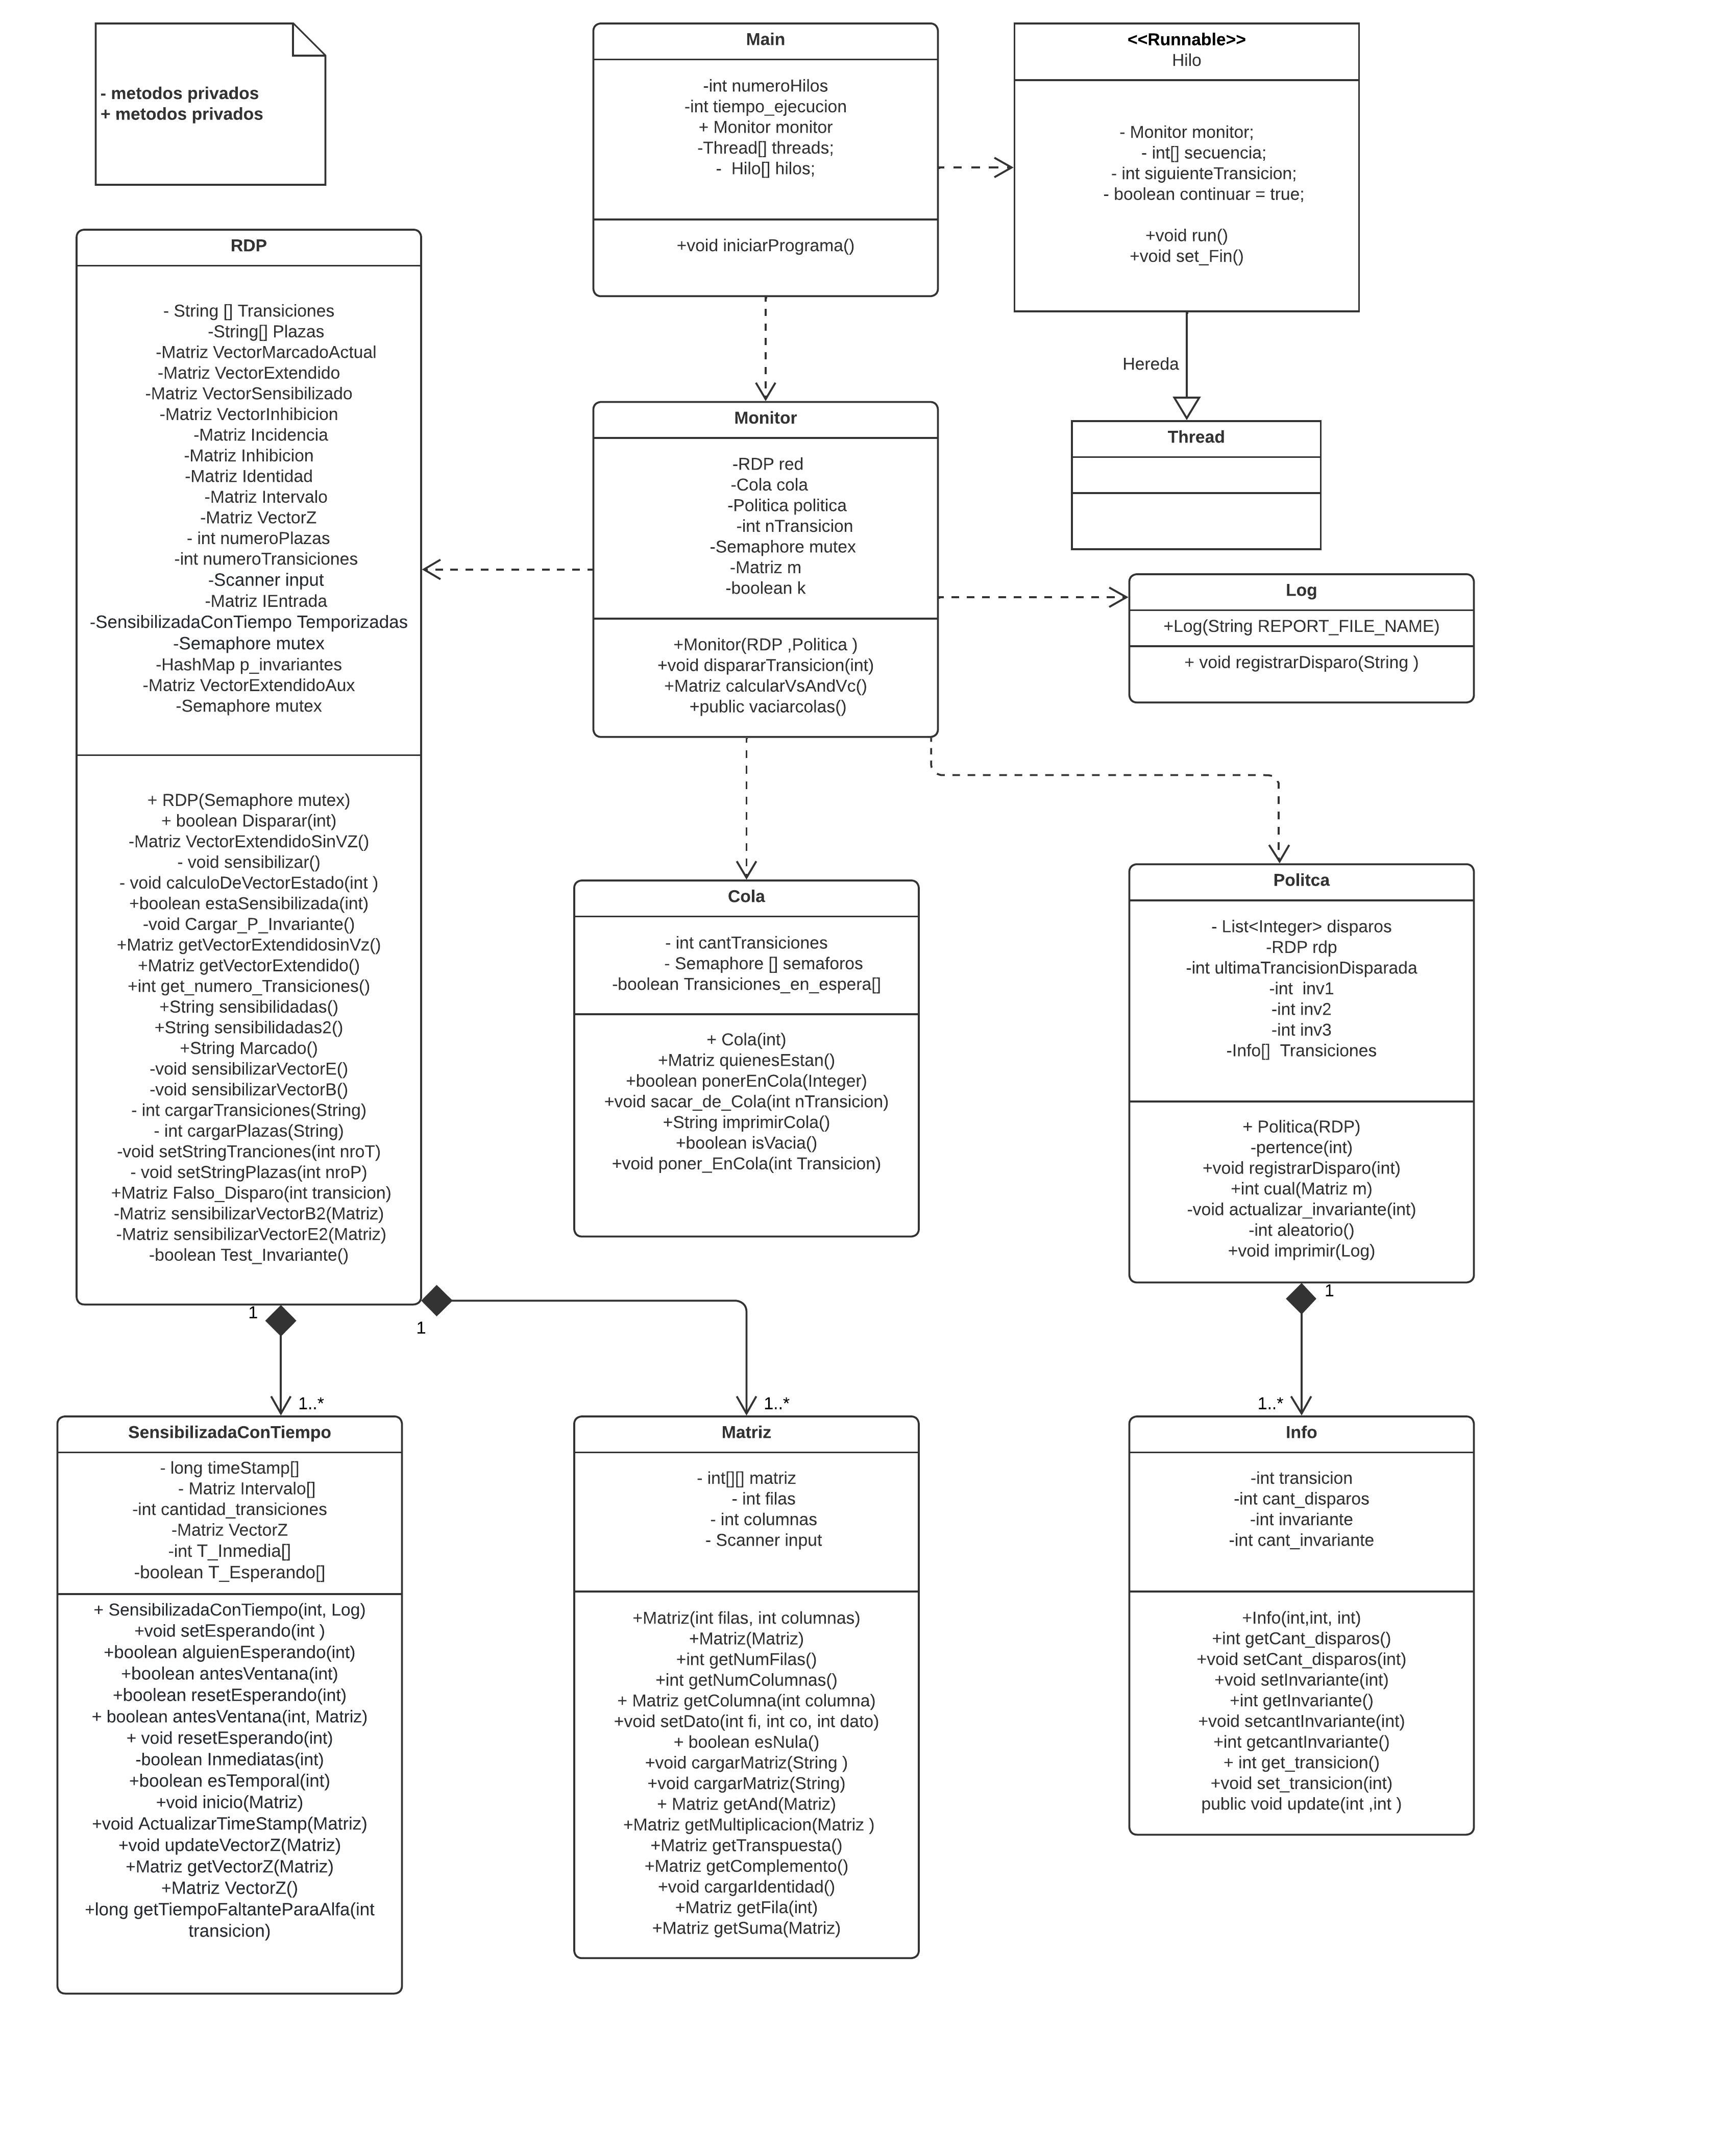 - metodos privados
+ metodos privados
Main
-int numeroHilos
-int tiempo_ejecucion
+ Monitor monitor
-Thread[] threads;
- Hilo[] hilos;
+void iniciarPrograma()
<<Runnable>>
Hilo
- Monitor monitor;
- int[] secuencia;
- int siguienteTransicion;
- boolean continuar = true;
+void run()
+void set_Fin()
Hereda
Thread
RDP
- String [] Transiciones
-String[] Plazas
-Matriz VectorMarcadoActual
-Matriz VectorExtendido
-Matriz VectorSensibilizado
-Matriz VectorInhibicion
-Matriz Incidencia
-Matriz Inhibicion
-Matriz Identidad
-Matriz Intervalo
-Matriz VectorZ
- int numeroPlazas
-int numeroTransiciones
-Scanner input
-Matriz IEntrada
-SensibilizadaConTiempo Temporizadas
-Semaphore mutex
-HashMap p_invariantes
-Matriz VectorExtendidoAux
-Semaphore mutex
+ RDP(Semaphore mutex)
+ boolean Disparar(int)
-Matriz VectorExtendidoSinVZ()
- void sensibilizar()
- void calculoDeVectorEstado(int )
+boolean estaSensibilizada(int)
-void Cargar_P_Invariante()
+Matriz getVectorExtendidosinVz()
+Matriz getVectorExtendido()
+int get_numero_Transiciones()
+String sensibilidadas()
+String sensibilidadas2()
+String Marcado()
-void sensibilizarVectorE()
-void sensibilizarVectorB()
- int cargarTransiciones(String)
- int cargarPlazas(String)
-void setStringTranciones(int nroT)
- void setStringPlazas(int nroP)
+Matriz Falso_Disparo(int transicion)
-Matriz sensibilizarVectorB2(Matriz)
-Matriz sensibilizarVectorE2(Matriz)
-boolean Test_Invariante()
Monitor
-RDP red
-Cola cola
-Politica politica
-int nTransicion
-Semaphore mutex
-Matriz m
-boolean k
+Monitor(RDP ,Politica )
+void dispararTransicion(int)
+Matriz calcularVsAndVc()
+public vaciarcolas()
Log
+Log(String REPORT_FILE_NAME)
+ void registrarDisparo(String )
Cola
- int cantTransiciones
- Semaphore [] semaforos
-boolean Transiciones_en_espera[]
+ Cola(int)
+Matriz quienesEstan()
+boolean ponerEnCola(Integer)
+void sacar_de_Cola(int nTransicion)
+String imprimirCola()
+boolean isVacia()
+void poner_EnCola(int Transicion)
Politca
- List<Integer> disparos
-RDP rdp
-int ultimaTrancisionDisparada
-int inv1
-int inv2
-int inv3
-Info[] Transiciones
+ Politica(RDP)
-pertence(int)
+void registrarDisparo(int)
+int cual(Matriz m)
-void actualizar_invariante(int)
-int aleatorio()
+void imprimir(Log)
1
1..*
1
1..*
1
1..*
SensibilizadaConTiempo
- long timeStamp[]
- Matriz Intervalo[]
-int cantidad_transiciones
-Matriz VectorZ
-int T_Inmedia[]
-boolean T_Esperando[]
+ SensibilizadaConTiempo(int, Log)
+void setEsperando(int )
+boolean alguienEsperando(int)
+boolean antesVentana(int)
+boolean resetEsperando(int)
+ boolean antesVentana(int, Matriz)
+ void resetEsperando(int)
-boolean Inmediatas(int)
+boolean esTemporal(int)
+void inicio(Matriz)
+void ActualizarTimeStamp(Matriz)
+void updateVectorZ(Matriz)
+Matriz getVectorZ(Matriz)
+Matriz VectorZ()
+long getTiempoFaltanteParaAlfa(int
transicion)
Matriz
- int[][] matriz
- int filas
- int columnas
- Scanner input
+Matriz(int filas, int columnas)
+Matriz(Matriz)
+int getNumFilas()
+int getNumColumnas()
+ Matriz getColumna(int columna)
+void setDato(int fi, int co, int dato)
+ boolean esNula()
+void cargarMatriz(String )
+void cargarMatriz(String)
+ Matriz getAnd(Matriz)
+Matriz getMultiplicacion(Matriz )
+Matriz getTranspuesta()
+Matriz getComplemento()
+void cargarIdentidad()
+Matriz getFila(int)
+Matriz getSuma(Matriz)
Info
-int transicion
-int cant_disparos
-int invariante
-int cant_invariante
+Info(int,int, int)
+int getCant_disparos()
+void setCant_disparos(int)
+void setInvariante(int)
+int getInvariante()
+void setcantInvariante(int)
+int getcantInvariante()
+ int get_transicion()
+void set_transicion(int)
public void update(int ,int )